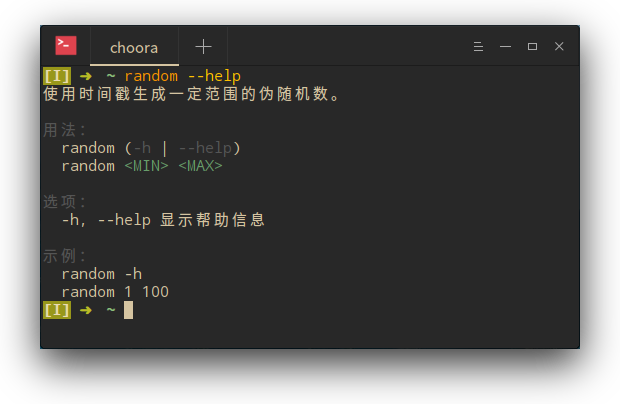 choora
[I] ➜ ~ random --help
使用时间戳生成一定范围的伪随机数。
用法:
random (-h | --help)
random <MIN> <MAX>
选项:
-h, --help 显示帮助信息
示例:
random -h
random 1 100
[I] ➜ ~